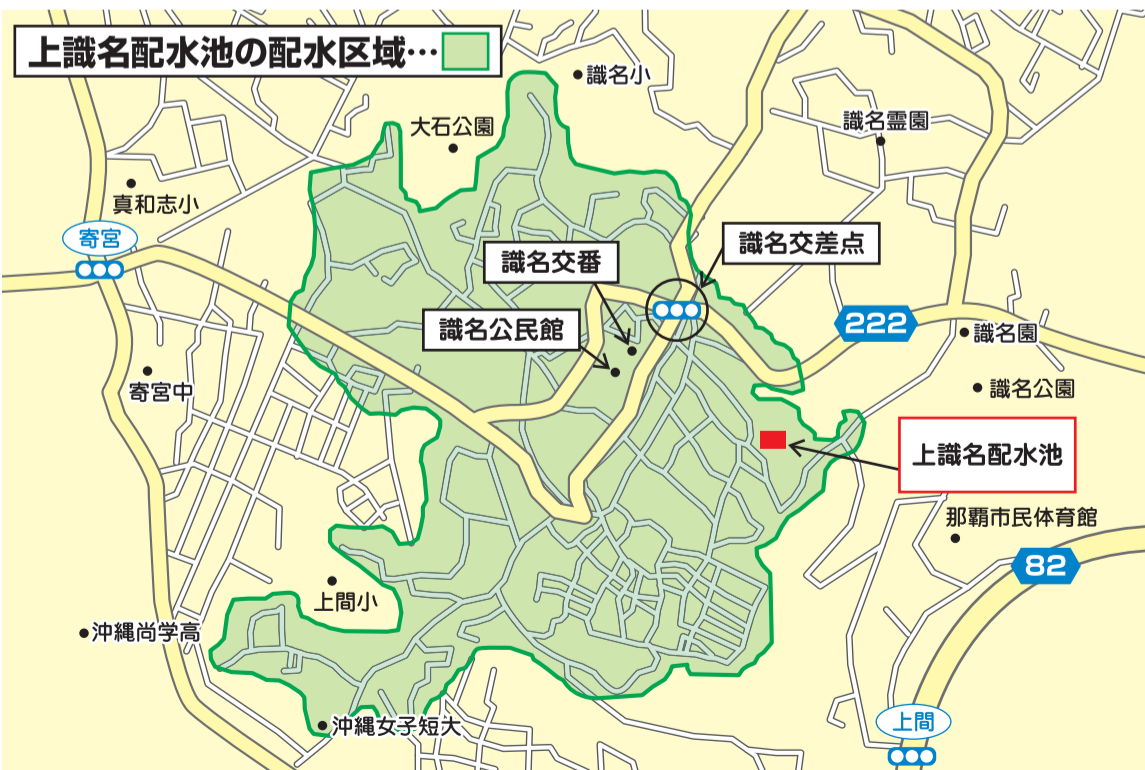 上識名配水池の配水区域…
識名小
大石公園
識名霊園
真和志小
寄宮
識名交差点
識名交番
識名公民館
222
識名園
寄宮中
識名公園
上識名配水池
那覇市民体育館
82
上間小
沖縄尚学高
沖縄女子短大
上間